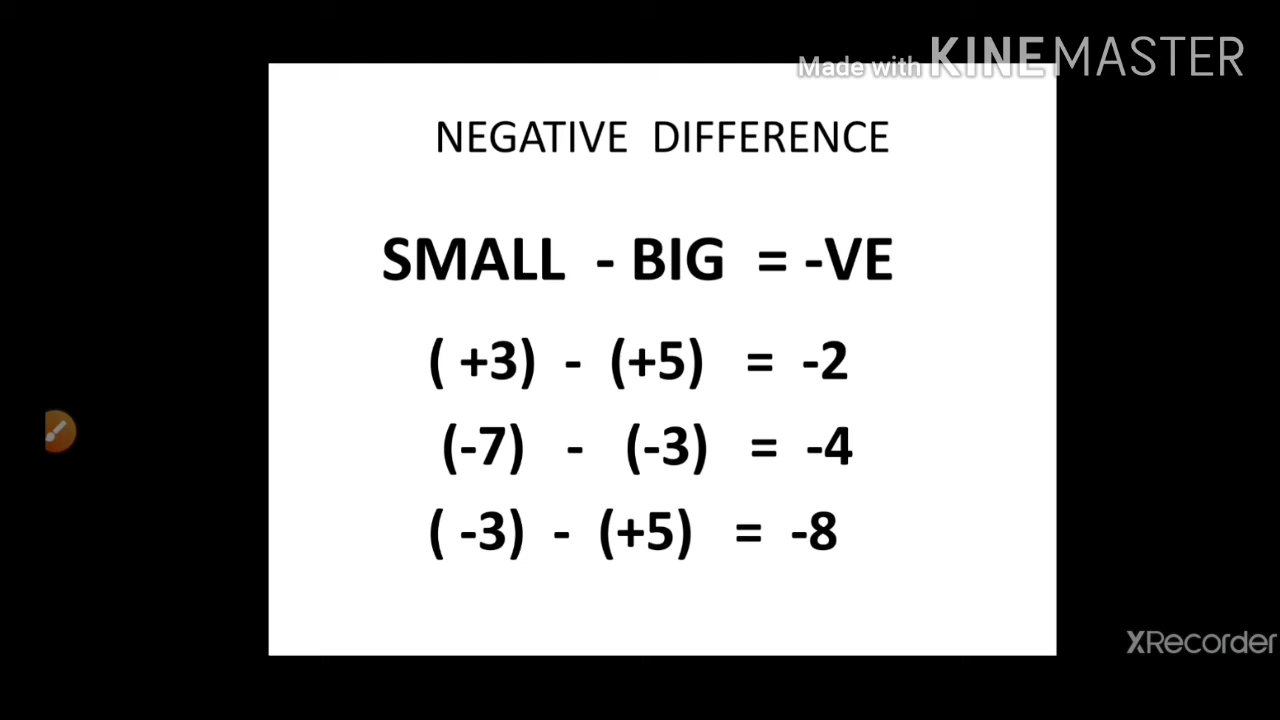 Made with KINEMASTER
NEGATIVE DIFFERENCE
SMALL - BIG = -VE
( +3) - (+5) = -2
(-7) - (-3) = -4
( -3) - (+5) = -8
XRecorder